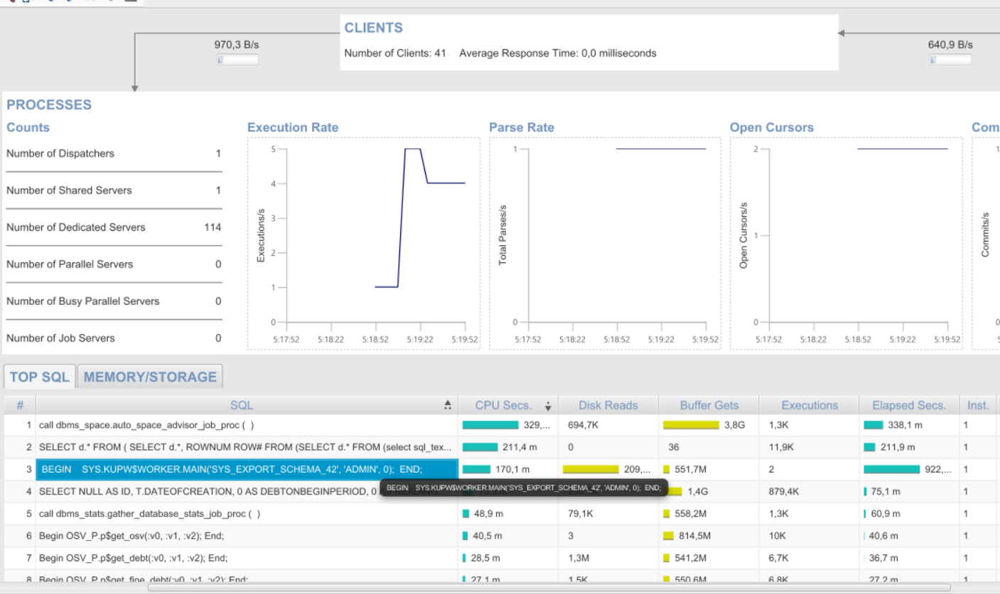 CLIENTS
970,3 B/s
Number of Clients: 41 Average Response Time: 0,0 milliseconds
640,9 B/s
PROCESSES
Counts
Number of Dispatchers 1
Number of Shared Servers 1
Number of Dedicated Servers 114
Number of Parallel Servers 0
Number of Busy Parallel Servers 0
Number of Job Servers 0
Execution Rate
Executions/s
5
4
3
2
1
0
5:17:52 5:18:22 5:18:52 5:19:22 5:19:52
Parse Rate
Total Parses/s
1
0
5:17:52 5:18:22 5:18:52 5:19:22 5:19:52
Open Cursors
Open Cursors/s
2
1
0
5:17:52 5:18:22 5:18:52 5:19:22 5:19:52
Com
Commits/s
1
0
5
TOP SQL MEMORY/STORAGE
# SQL CPU Secs. Disk Reads Buffer Gets Executions Elapsed Secs. Inst.
1 call dbms_space.auto_space_advisor_job_proc ( ) 329,... 694,7K 3,8G 1,3K 338,1 m 1
2 SELECT d.* FROM ( SELECT d.*, ROWNUM ROW# FROM (SELECT d.* FROM (select sql_tex... 211,4 m 0 36 11,9K 211,9 m 1
3 BEGIN SYS.KUPW$WORKER.MAIN('SYS_EXPORT_SCHEMA_42', 'ADMIN', 0); END; 170,1 m 209,... 551,7M 2 922,... 1
BEGIN SYS.KUPW$WORKER.MAIN('SYS_EXPORT_SCHEMA_42', 'ADMIN', 0); END;
4 SELECT NULL AS ID, T.DATEOFCREATION, 0 AS DEBTONBEGINPERIOD, 0 1,4G 879,4K 75,1 m 1
5 call dbms_stats.gather_database_stats_job_proc ( ) 48,9 m 79,1K 558,2M 1,3K 60,9 m 1
6 Begin OSV_P.p$get_osv(:v0, :v1, :v2); End; 40,5 m 3 814,5M 10K 40,6 m 1
7 Begin OSV_P.p$get_debt(:v0, :v1, :v2); End; 28,5 m 1,3M 541,2M 6,7K 36,7 m 1
8 Begin OSV_P.p$get_fine_debt(:v0, :v1, :v2); End; 27,1 m 1,5K 550,6M 6,8K 27,2 m 1